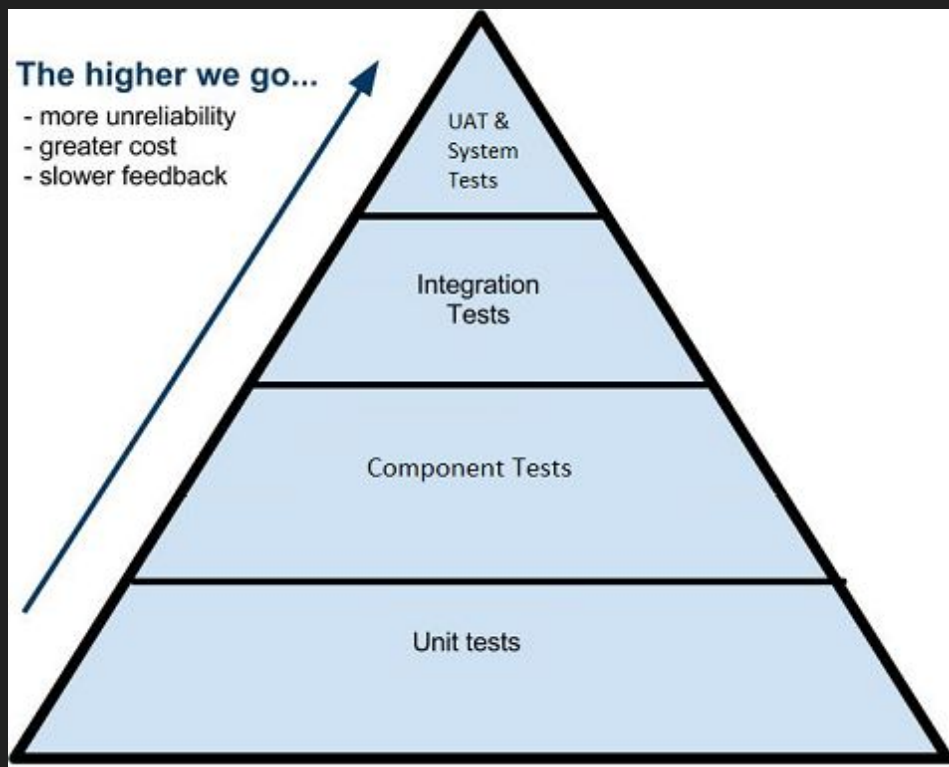 The higher we go...
- more unreliability
- greater cost
- slower feedback
UAT &
System
Tests
Integration
Tests
Component Tests
Unit tests